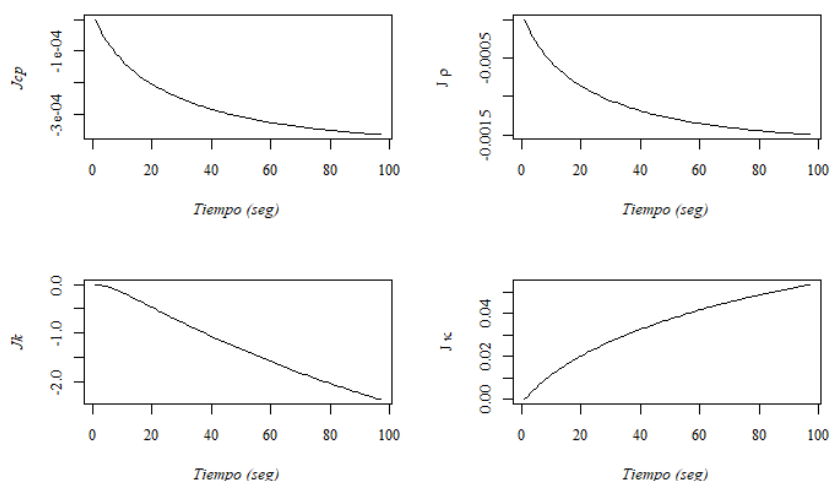 Jcp
-1e-04
-3e-04
0 20 40 60 80 100
Tiempo (seg)
J ρ
-0.0005
-0.0015
0 20 40 60 80 100
Tiempo (seg)
Jk
0.0
-1.0
-2.0
0 20 40 60 80 100
Tiempo (seg)
J κ
0.04
0.02
0.00
0 20 40 60 80 100
Tiempo (seg)